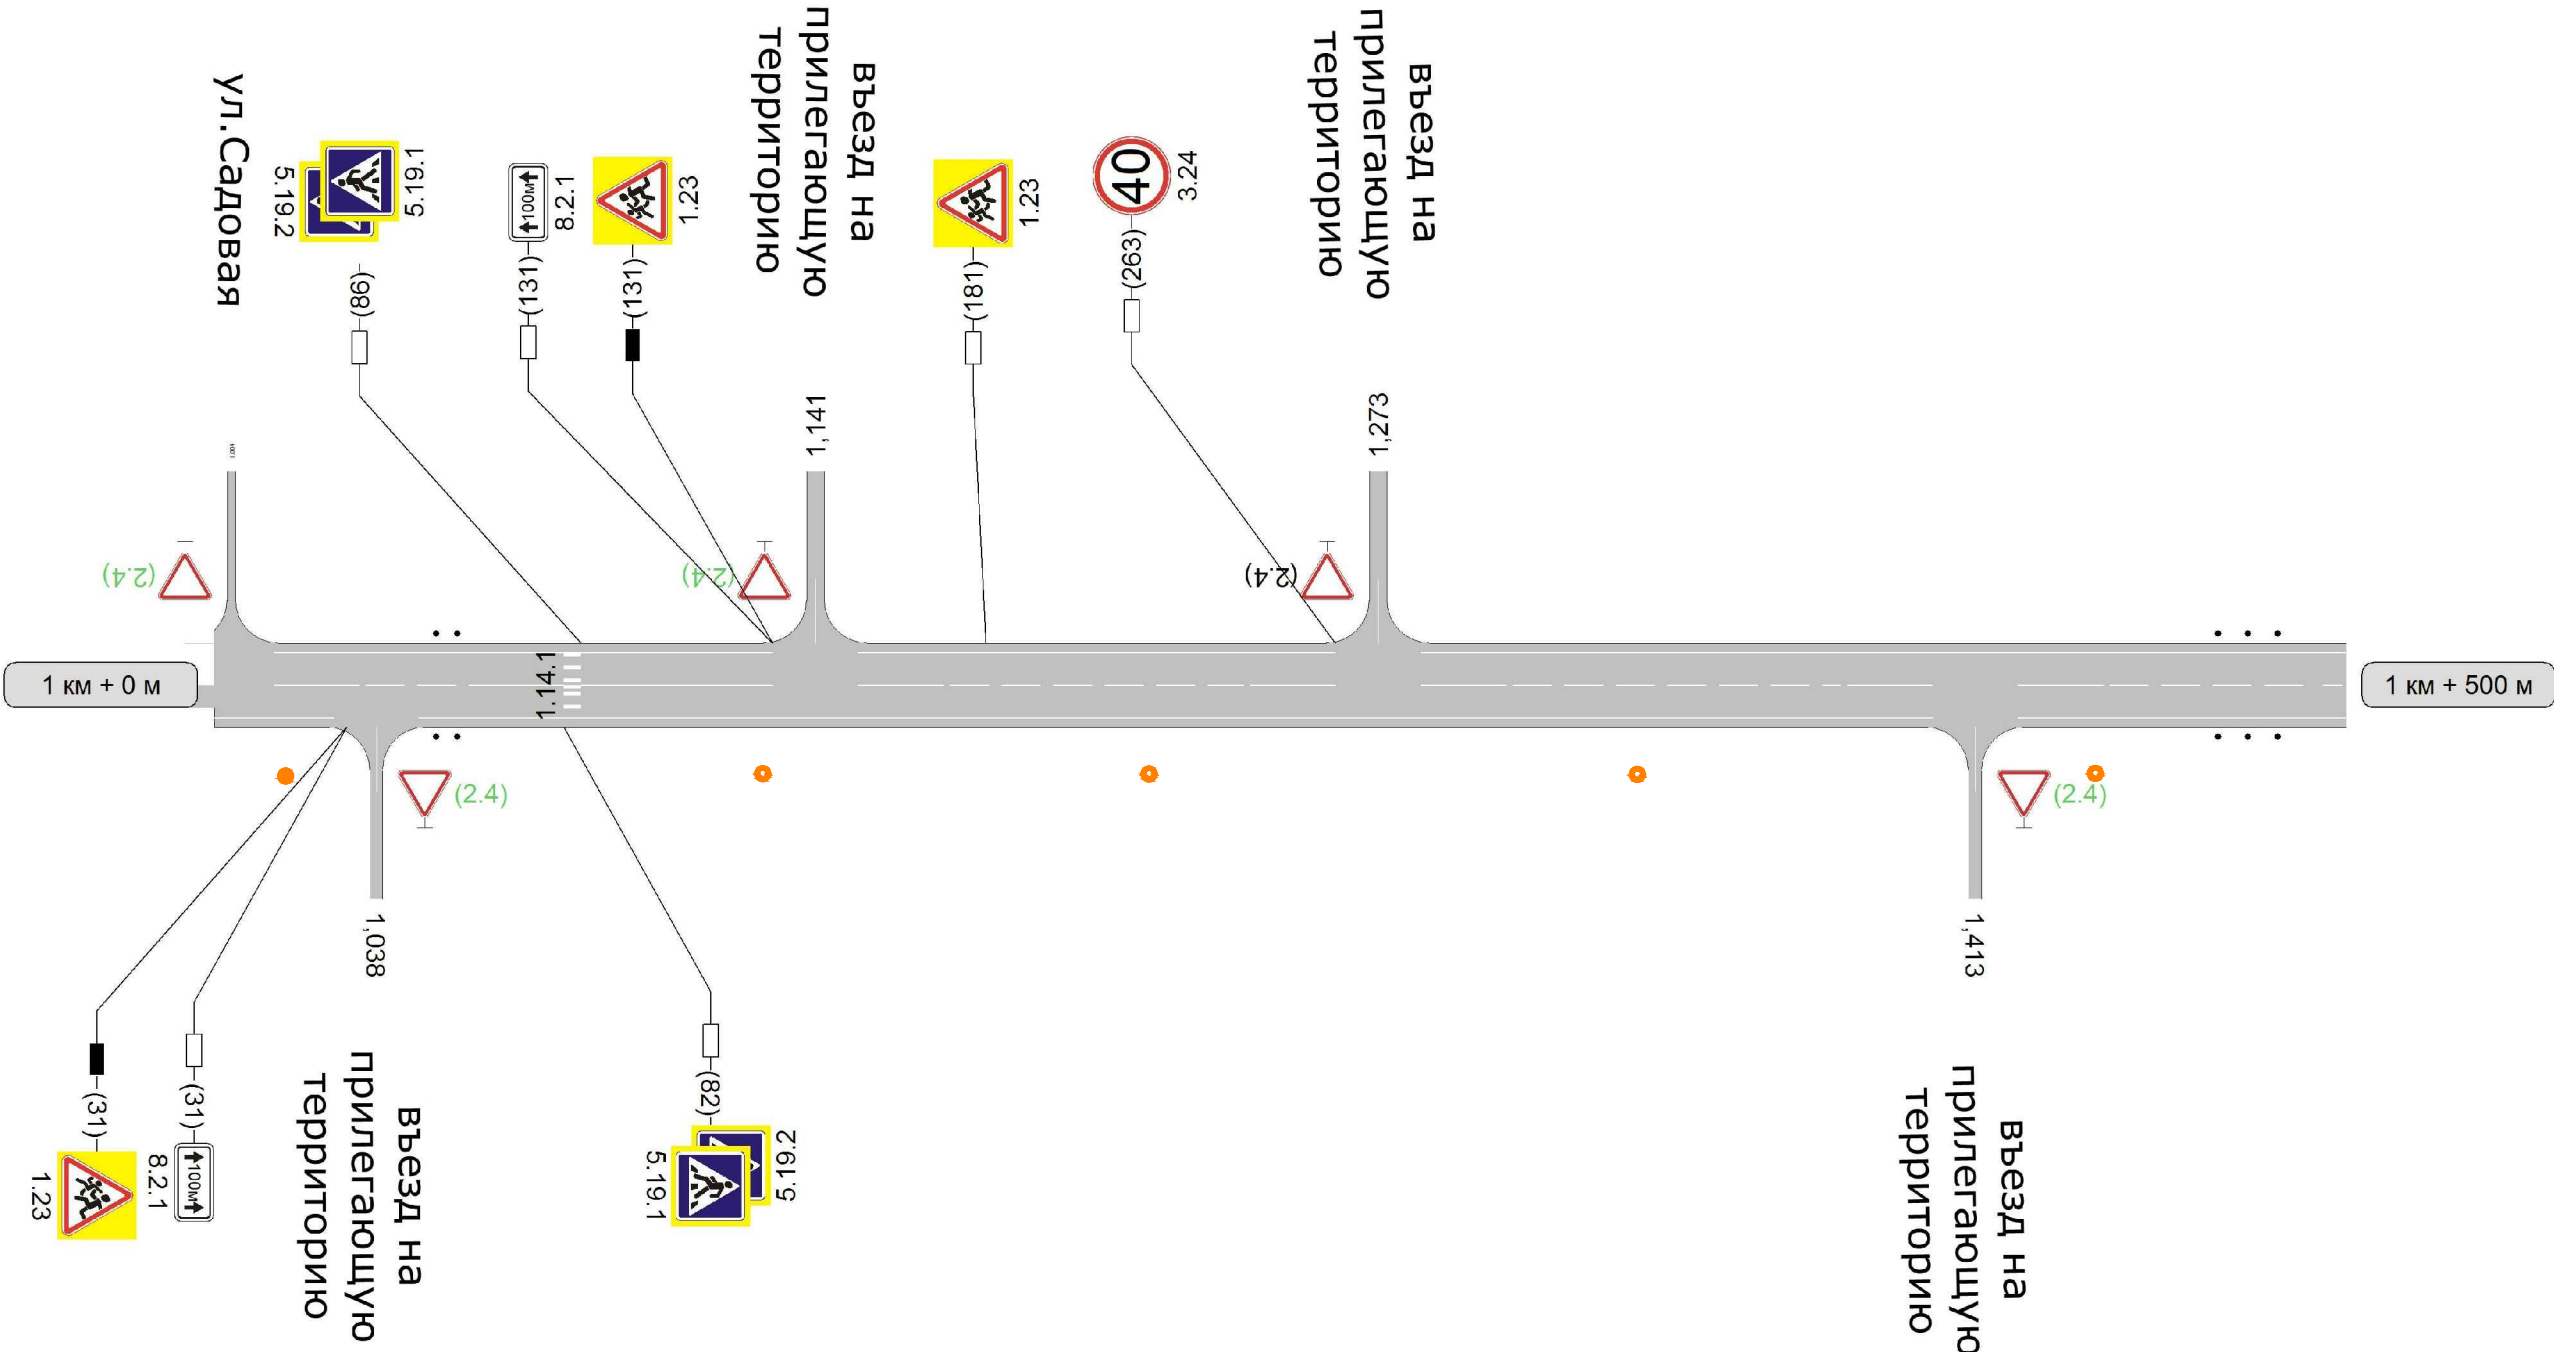 ул.Садовая
5.19.2
5.19.1
(86)
100м
8.2.1
(131)
1.23
(131)
въезд на
прилегающую
территорию
1,141
1.23
(181)
40
3.24
(263)
въезд на
прилегающую
территорию
1,273
(2.4)
(2.4)
(2.4)
1 км + 0 м
1.14.1
1 км + 500 м
(2.4)
(2.4)
1,038
1,413
(31)
1.23
(31)
8.2.1
100м
въезд на
прилегающую
территорию
(82)
5.19.2
5.19.1
въезд на
прилегающую
территорию